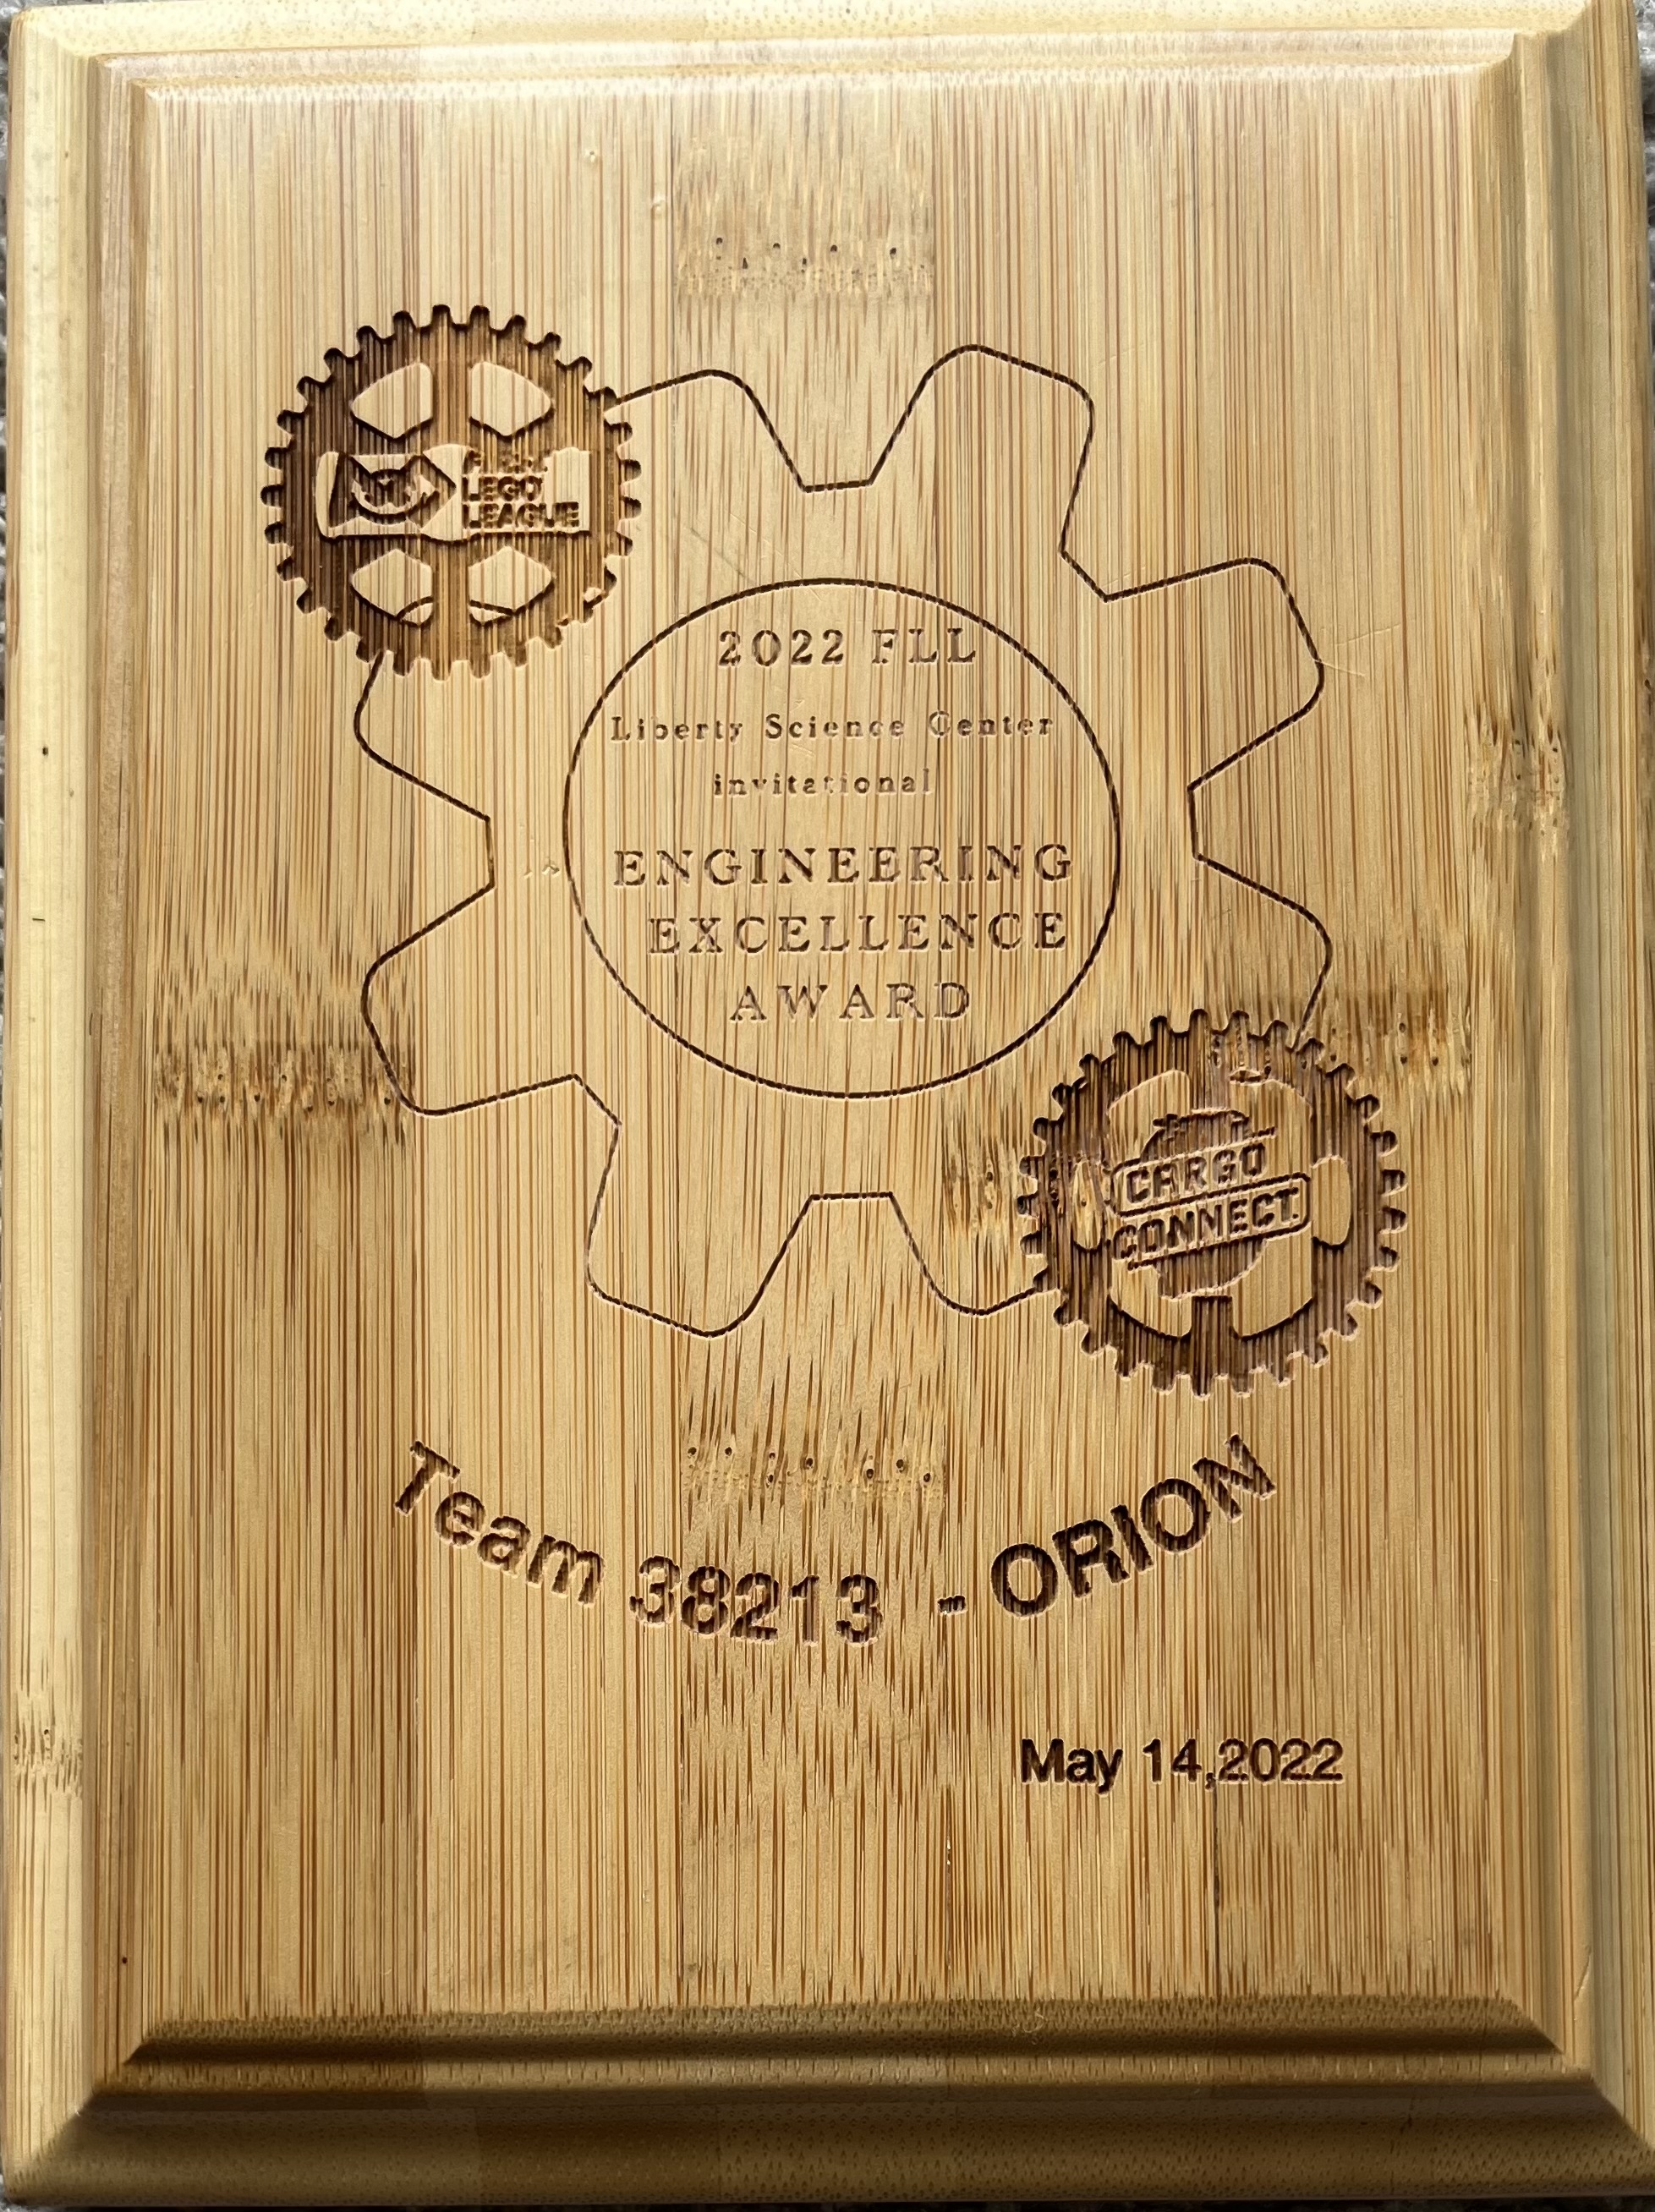 FIRST
LEGO
LEAGUE
2022 FLL
Liberty Science Center
invitational
ENGINEERING
EXCELLENCE
AWARD
CARGO
CONNECT
Team 38213 - ORION
May 14,2022